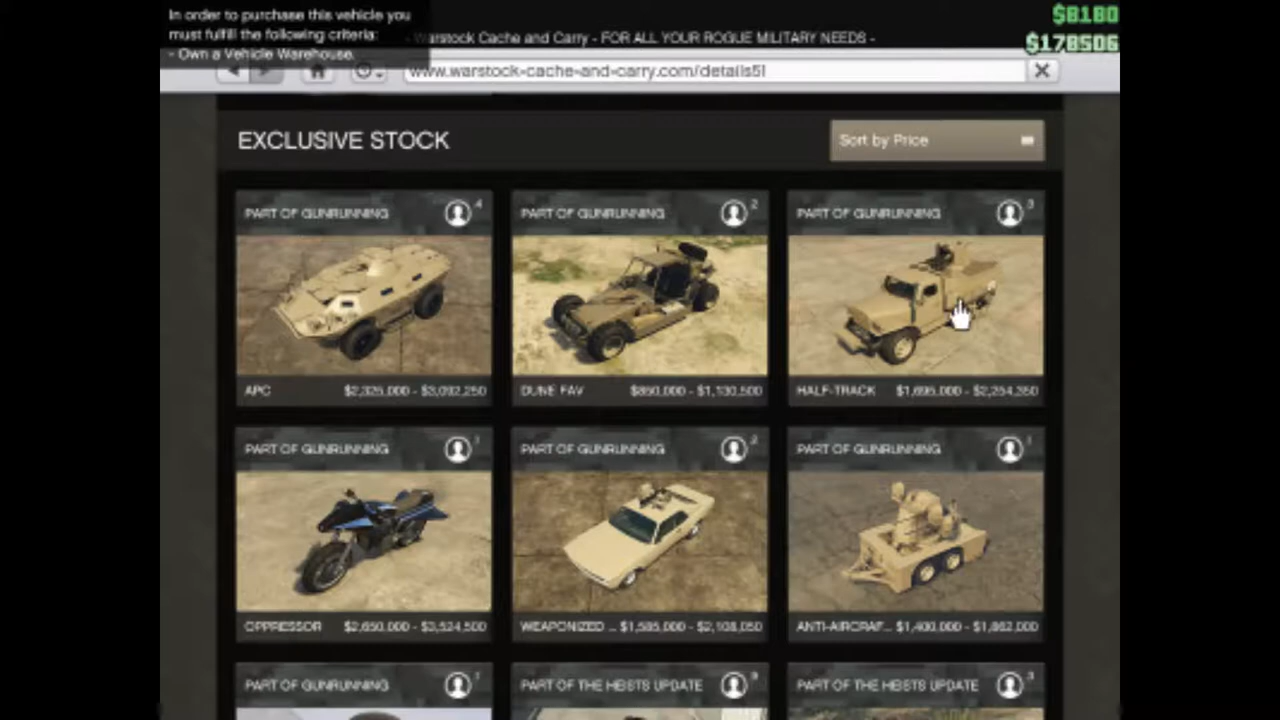 In order to purchase this vehicle you
must fulfill the following criteria:
- Own a Vehicle Warehouse.
- Warstock Cache and Carry - FOR ALL YOUR ROGUE MILITARY NEEDS -
$8180
$178506
www.warstock-cache-and-carry.com/details51
EXCLUSIVE STOCK
Sort by Price
PART OF GUNRUNNING 4
PART OF GUNRUNNING 2
PART OF GUNRUNNING 3
APC $2,325,000 - $3,092,250
DUNE FAV $850,000 - $1,130,500
HALF-TRACK $1,695,000 - $2,254,350
PART OF GUNRUNNING 1
PART OF GUNRUNNING 2
PART OF GUNRUNNING 1
OPPRESSOR $2,650,000 - $3,524,500
WEAPONIZED ... $1,585,000 - $2,108,050
ANTI-AIRCRAF... $1,400,000 - $1,862,000
PART OF GUNRUNNING 1
PART OF THE HEISTS UPDATE
PART OF THE HEISTS UPDATE 3